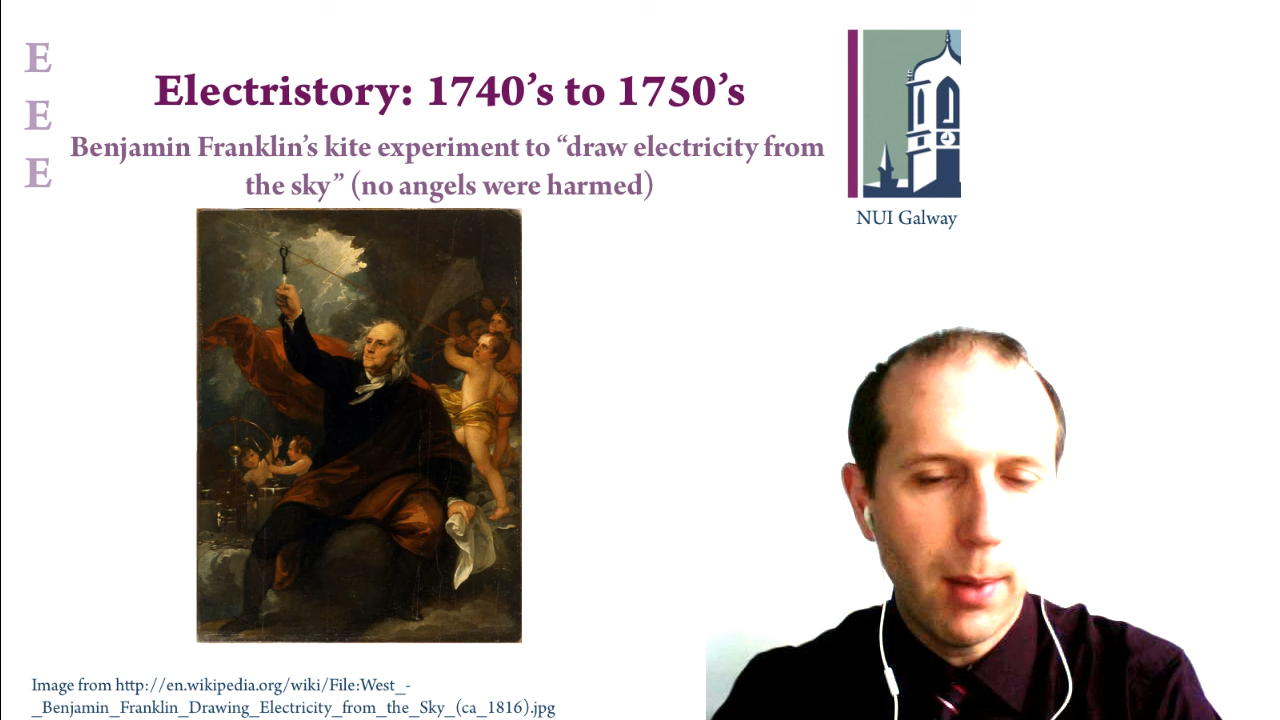 E
E
E
Electristory: 1740’s to 1750’s
Benjamin Franklin’s kite experiment to “draw electricity from
the sky” (no angels were harmed)
NUI Galway
Image from http://en.wikipedia.org/wiki/File:West_-
_Benjamin_Franklin_Drawing_Electricity_from_the_Sky_(ca_1816).jpg